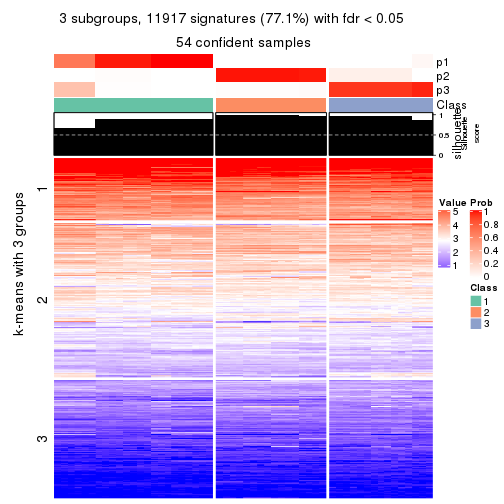 3 subgroups, 11917 signatures (77.1%) with fdr < 0.05
54 confident samples
p1
p2
p3
Class
1
0.5
0
silhouette
Silhouette
score
k-means with 3 groups
1
2
3
Value
5
4
3
2
1
Prob
1
0.8
0.6
0.4
0.2
0
Class
1
2
3